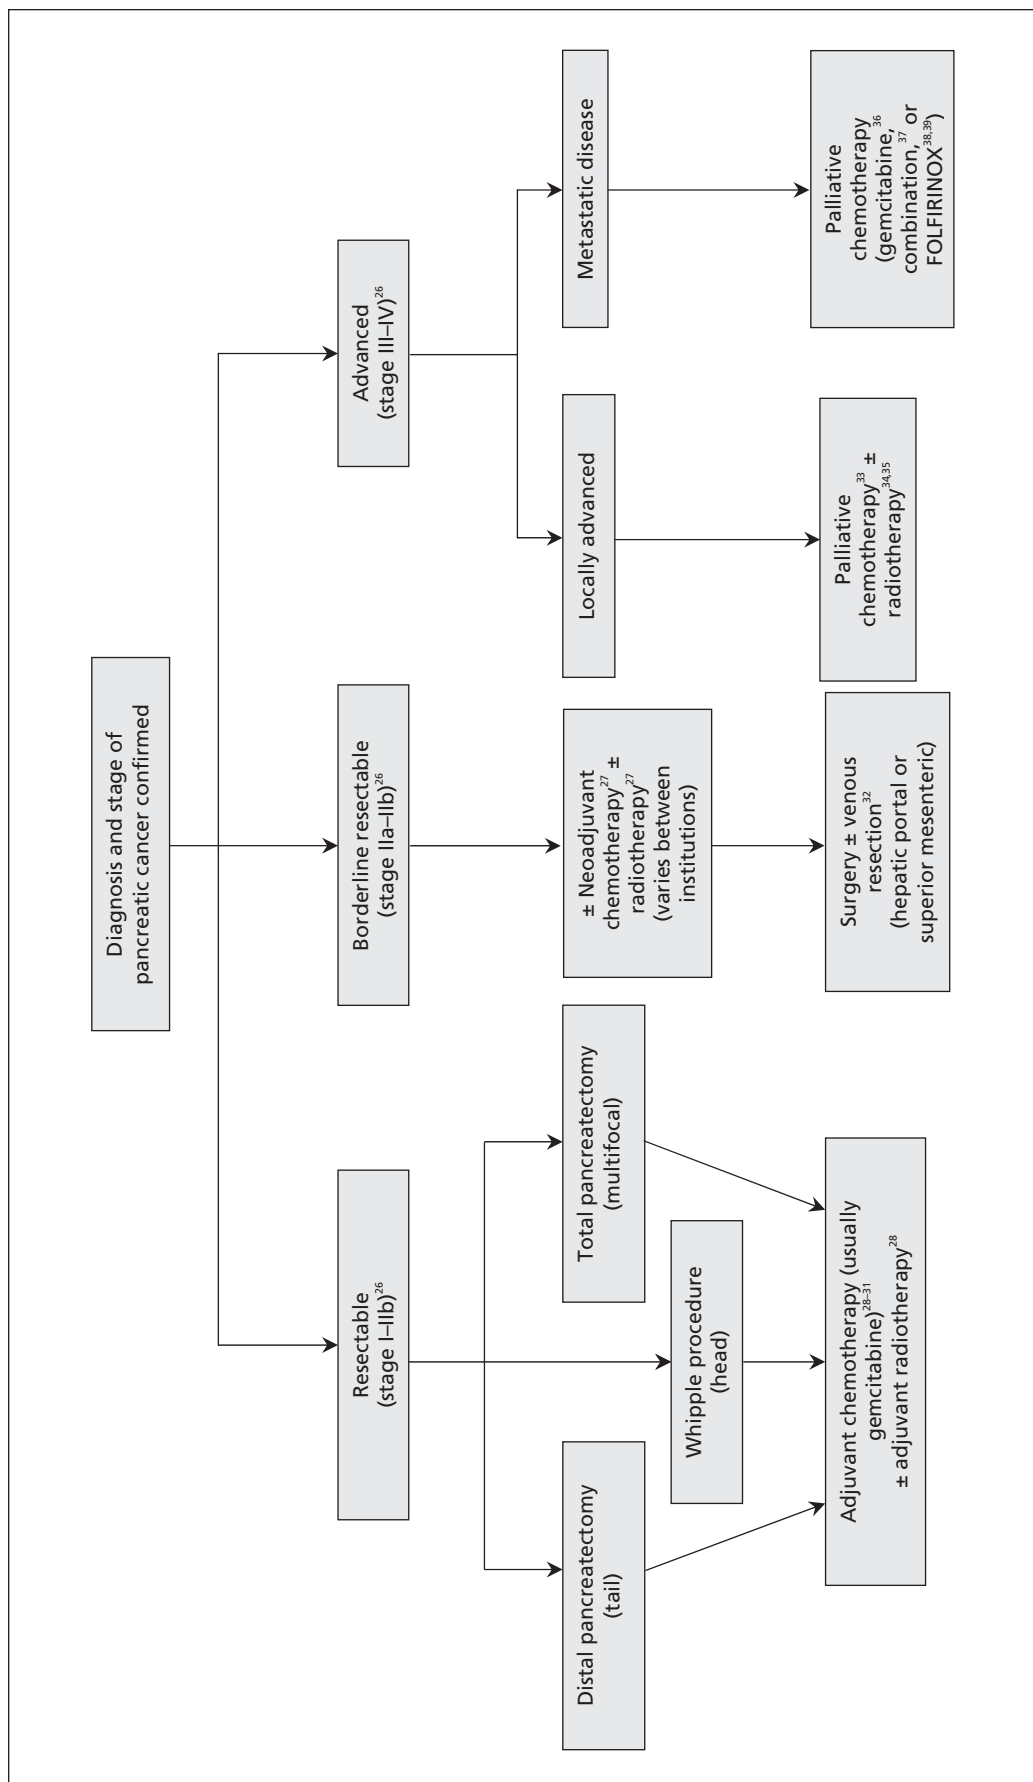 Diagnosis and stage of
pancreatic cancer confirmed
Resectable
(stage I–IIb)26
Borderline resectable
(stage IIa–IIb)26
Advanced
(stage III–IV)26
Distal pancreatectomy
(tail)
Whipple procedure
(head)
Total pancreatectomy
(multifocal)
Adjuvant chemotherapy (usually
gemcitabine)28–31
± adjuvant radiotherapy28
± Neoadjuvant
chemotherapy27 ±
radiotherapy27
(varies between
institutions)
Surgery ± venous
resection32
(hepatic portal or
superior mesenteric)
Locally advanced
Palliative
chemotherapy33 ±
radiotherapy34,35
Metastatic disease
Palliative
chemotherapy
(gemcitabine,36
combination,37 or
FOLFIRINOX38,39)